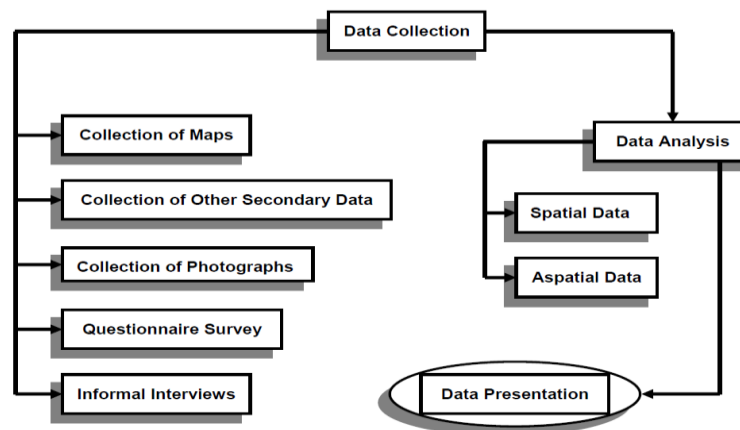 Data Collection
Collection of Maps
Data Analysis
Collection of Other Secondary Data
Spatial Data
Collection of Photographs
Aspatial Data
Questionnaire Survey
Informal Interviews
Data Presentation